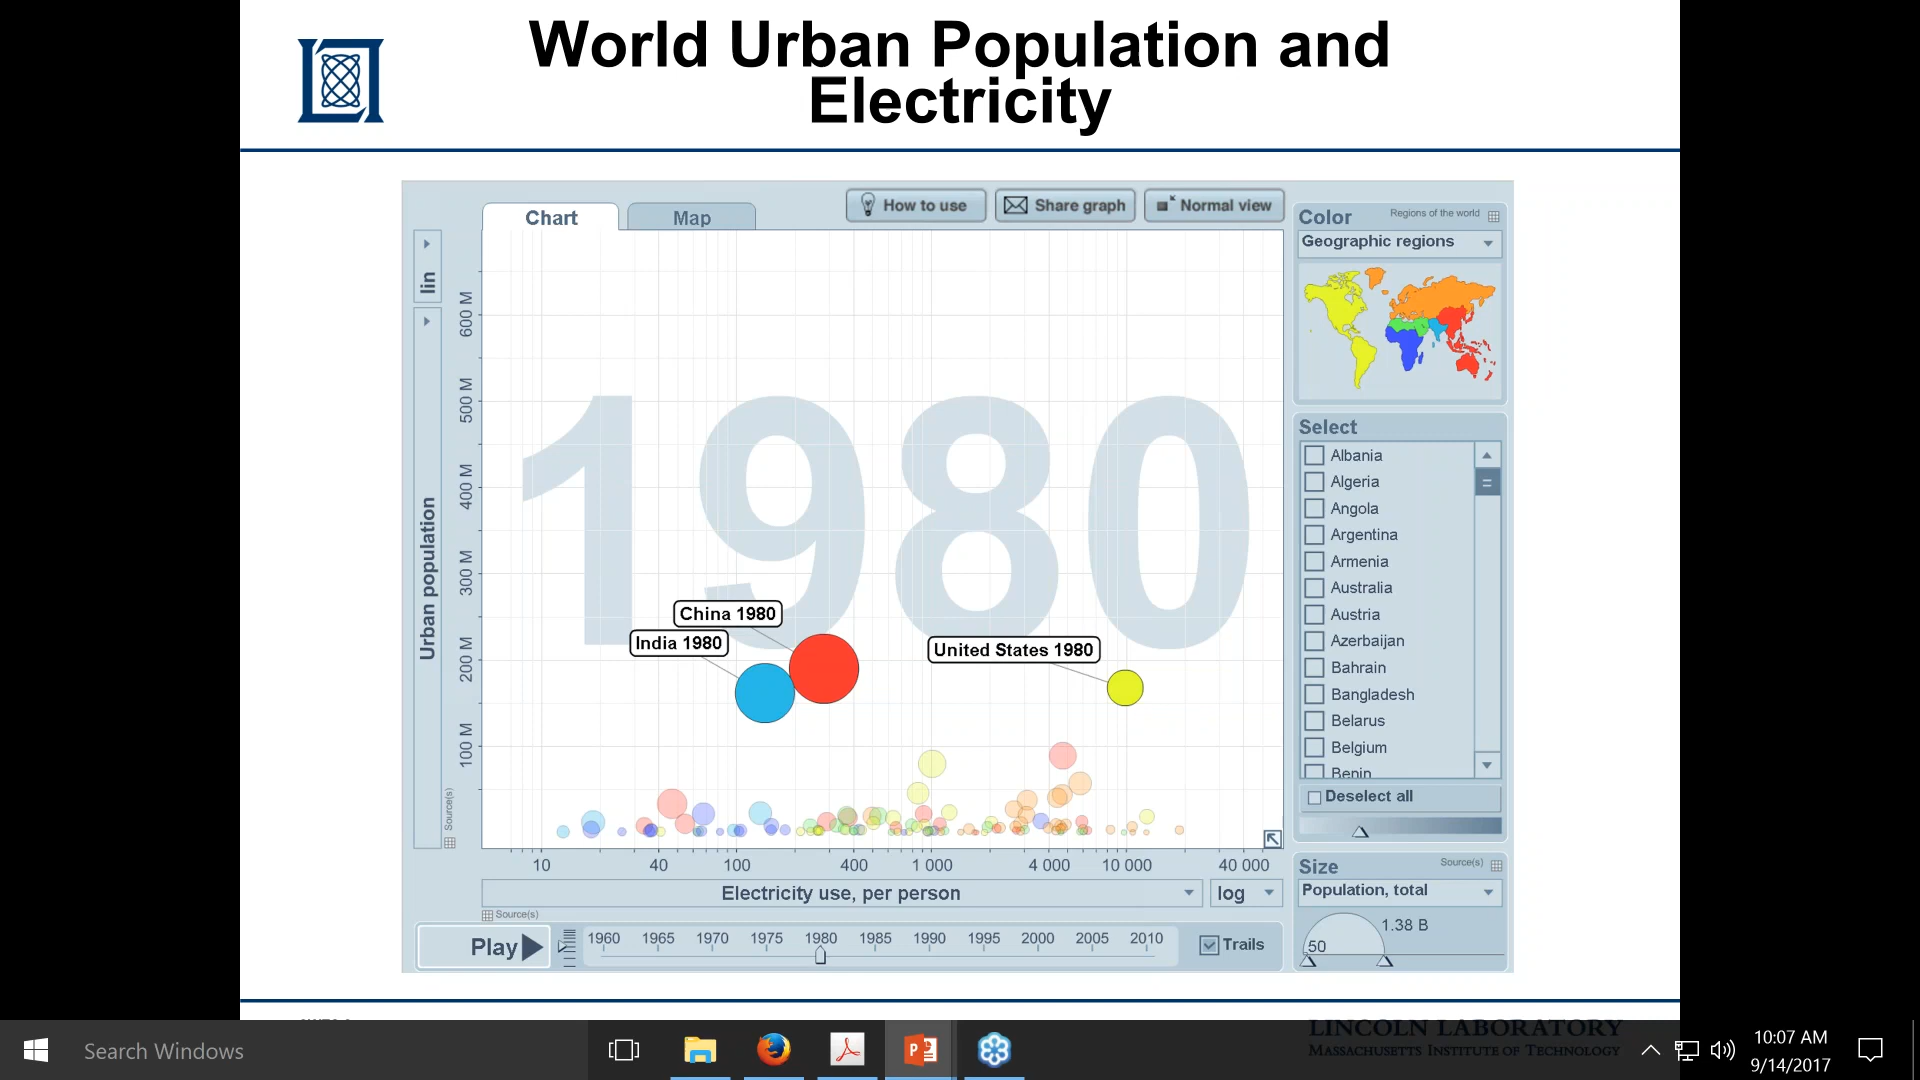 World Urban Population and
Electricity
Chart
Map
How to use
Share graph
Normal view
Color
Regions of the world
Geographic regions
lin
Urban population
Source(s)
600 M
500 M
400 M
300 M
200 M
100 M
1980
China 1980
India 1980
United States 1980
10
40
100
400
1 000
4 000
10 000
40 000
Electricity use, per person
log
Source(s)
Select
Albania
Algeria
Angola
Argentina
Armenia
Australia
Austria
Azerbaijan
Bahrain
Bangladesh
Belarus
Belgium
Benin
Deselect all
Size
Source(s)
Population, total
1.38 B
50
Play
1960 1965 1970 1975 1980 1985 1990 1995 2000 2005 2010
Trails
LINCOLN LABORATORY
MASSACHUSETTS INSTITUTE OF TECHNOLOGY
Search Windows
10:07 AM
9/14/2017